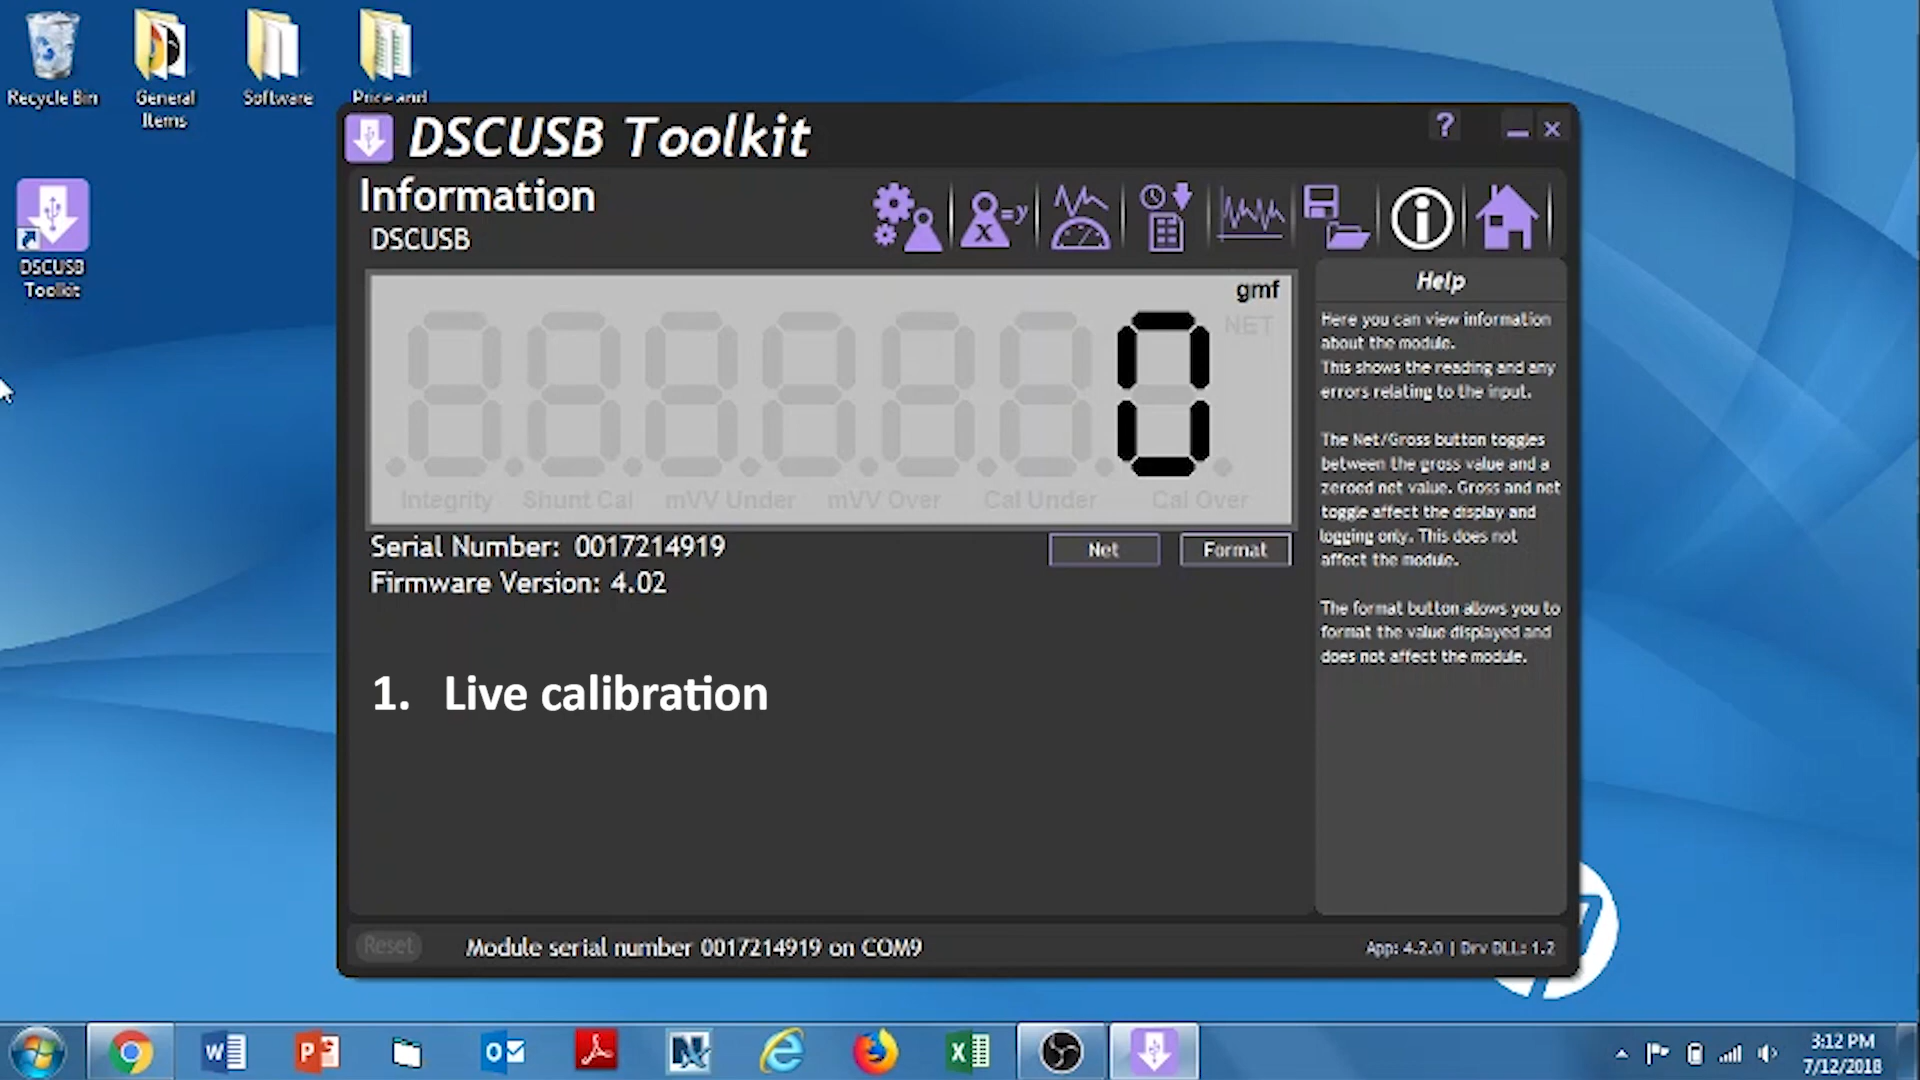 Recycle Bin
General
Items
Software
Price and
DSCUSB
Toolkit
DSCUSB Toolkit
?
Information
DSCUSB
x
=y
gmf
NET
0
Integrity
Shunt Cal
mVV Under
mVV Over
Cal Under
Cal Over
Serial Number: 0017214919
Net
Format
Firmware Version: 4.02
1. Live calibration
Help
Here you can view information
about the module.
This shows the reading and any
errors relating to the input.
The Net/Gross button toggles
between the gross value and a
zeroed net value. Gross and net
toggle affect the display and
logging only. This does not
affect the module.
The format button allows you to
format the value displayed and
does not affect the module.
Reset
Module serial number 0017214919 on COM9
App: 4.2.0 | Drv DLL: 1.2
3:12 PM
7/12/2018